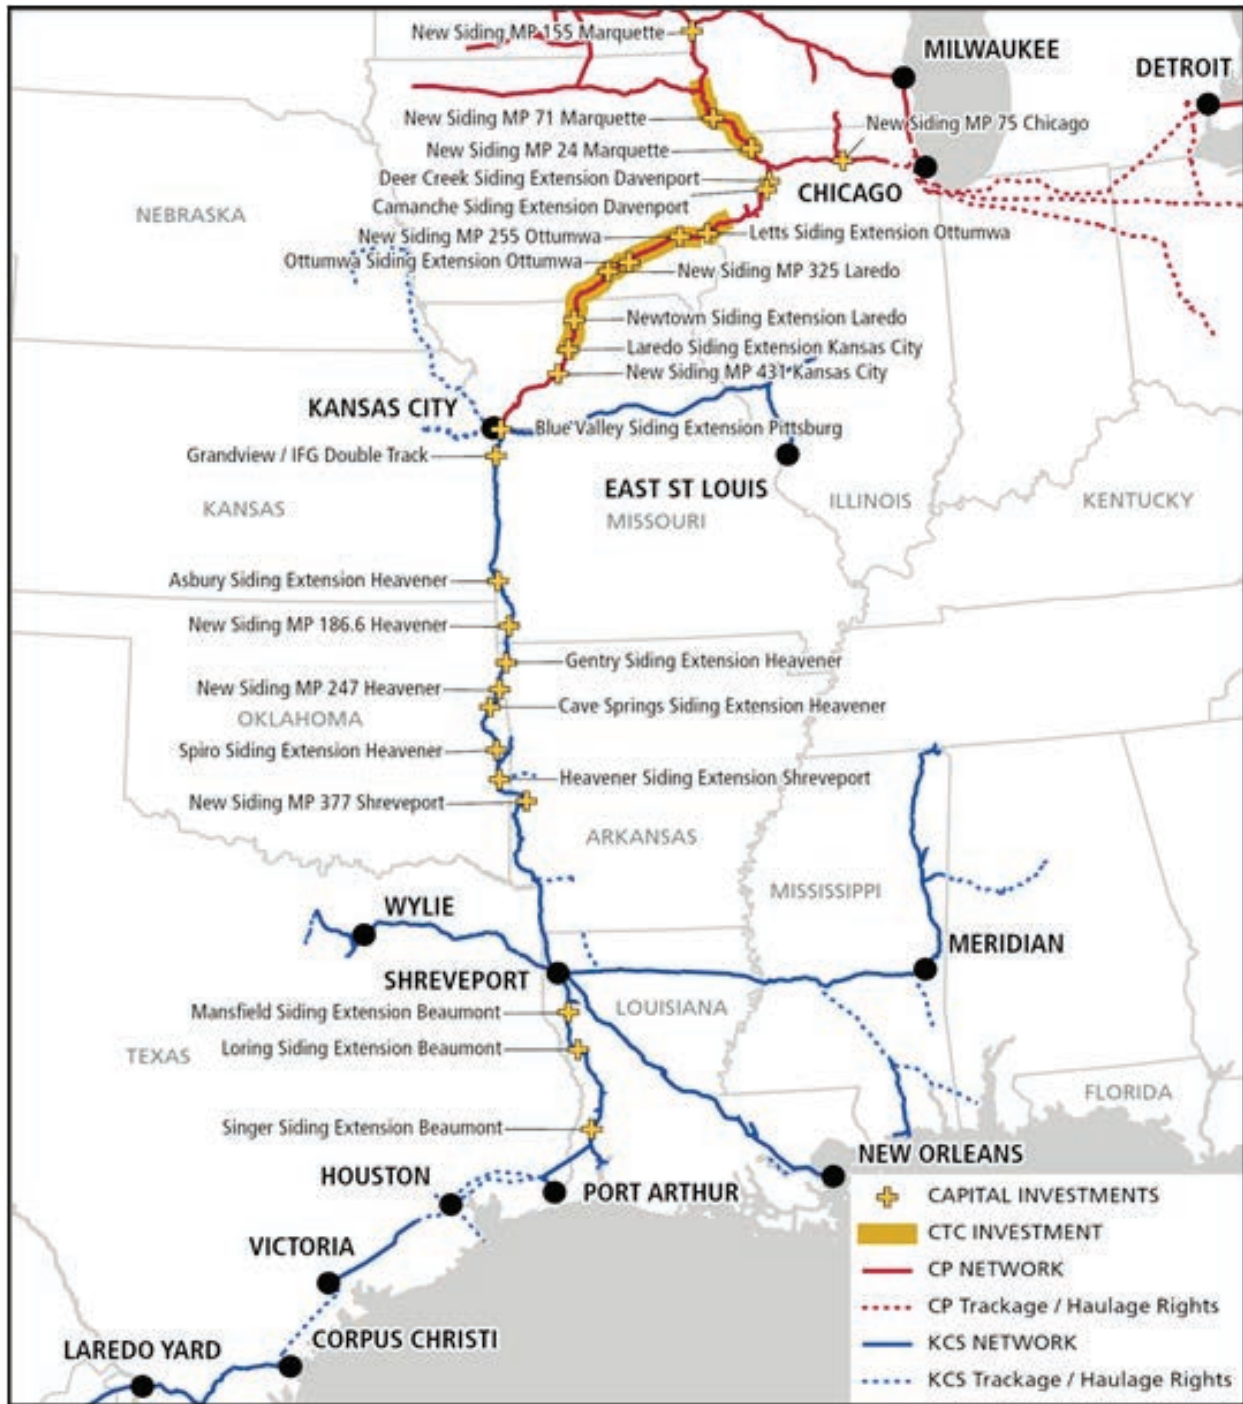 New Siding MP 155 Marquette
MILWAUKEE
DETROIT
New Siding MP 71 Marquette
New Siding MP 75 Chicago
New Siding MP 24 Marquette
Deer Creek Siding Extension Davenport
CHICAGO
Camanche Siding Extension Davenport
NEBRASKA
New Siding MP 255 Ottumwa
Letts Siding Extension Ottumwa
Ottumwa Siding Extension Ottumwa
New Siding MP 325 Laredo
Newtown Siding Extension Laredo
Laredo Siding Extension Kansas City
New Siding MP 431 Kansas City
KANSAS CITY
Blue Valley Siding Extension Pittsburg
Grandview / IFG Double Track
EAST ST LOUIS
KANSAS
MISSOURI
ILLINOIS
KENTUCKY
Asbury Siding Extension Heavener
New Siding MP 186.6 Heavener
Gentry Siding Extension Heavener
New Siding MP 247 Heavener
Cave Springs Siding Extension Heavener
OKLAHOMA
Spiro Siding Extension Heavener
Heavener Siding Extension Shreveport
New Siding MP 377 Shreveport
ARKANSAS
MISSISSIPPI
WYLIE
MERIDIAN
SHREVEPORT
LOUISIANA
Mansfield Siding Extension Beaumont
Loring Siding Extension Beaumont
TEXAS
FLORIDA
Singer Siding Extension Beaumont
NEW ORLEANS
HOUSTON
PORT ARTHUR
VICTORIA
CORPUS CHRISTI
LAREDO YARD
CAPITAL INVESTMENTS
CTC INVESTMENT
CP NETWORK
CP Trackage / Haulage Rights
KCS NETWORK
KCS Trackage / Haulage Rights